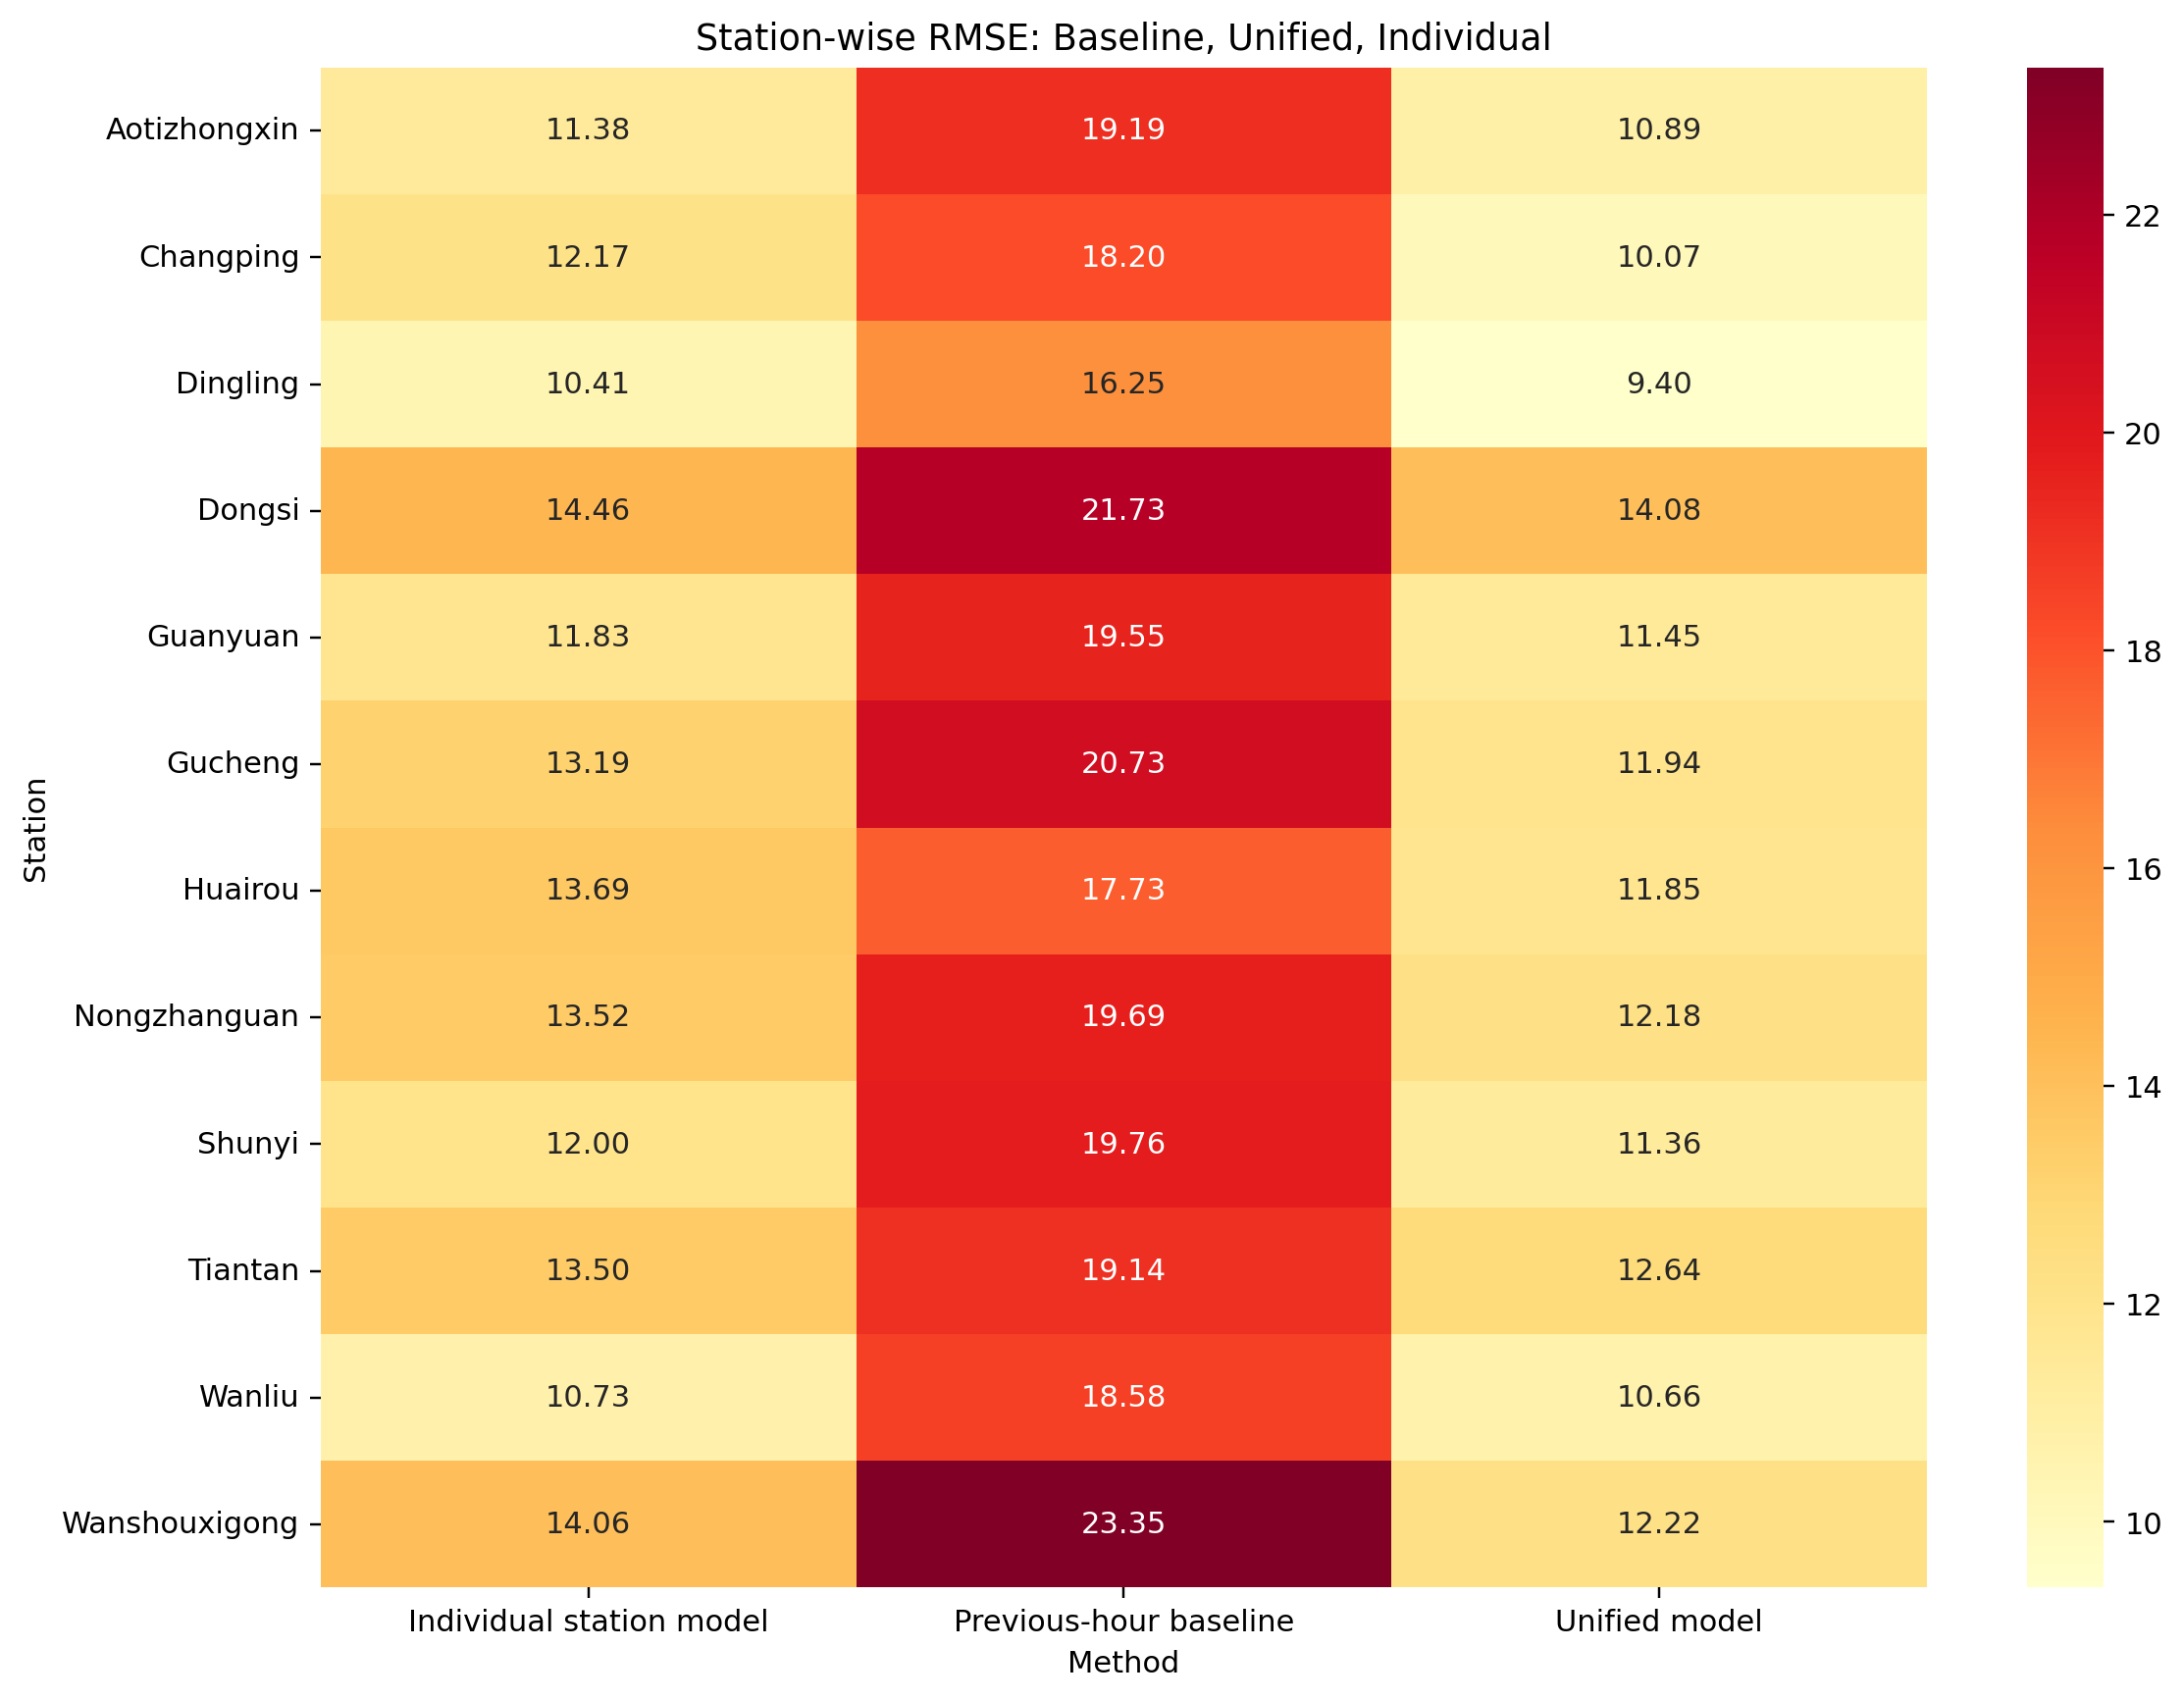 Station-wise RMSE: Baseline, Unified, Individual
Aotizhongxin 11.38 19.19 10.89
Changping 12.17 18.20 10.07
Dingling 10.41 16.25 9.40
Dongsi 14.46 21.73 14.08
Guanyuan 11.83 19.55 11.45
Gucheng 13.19 20.73 11.94
Huairou 13.69 17.73 11.85
Nongzhanguan 13.52 19.69 12.18
Shunyi 12.00 19.76 11.36
Tiantan 13.50 19.14 12.64
Wanliu 10.73 18.58 10.66
Wanshouxigong 14.06 23.35 12.22
Station
Individual station model Previous-hour baseline Unified model
Method
22
20
18
16
14
12
10